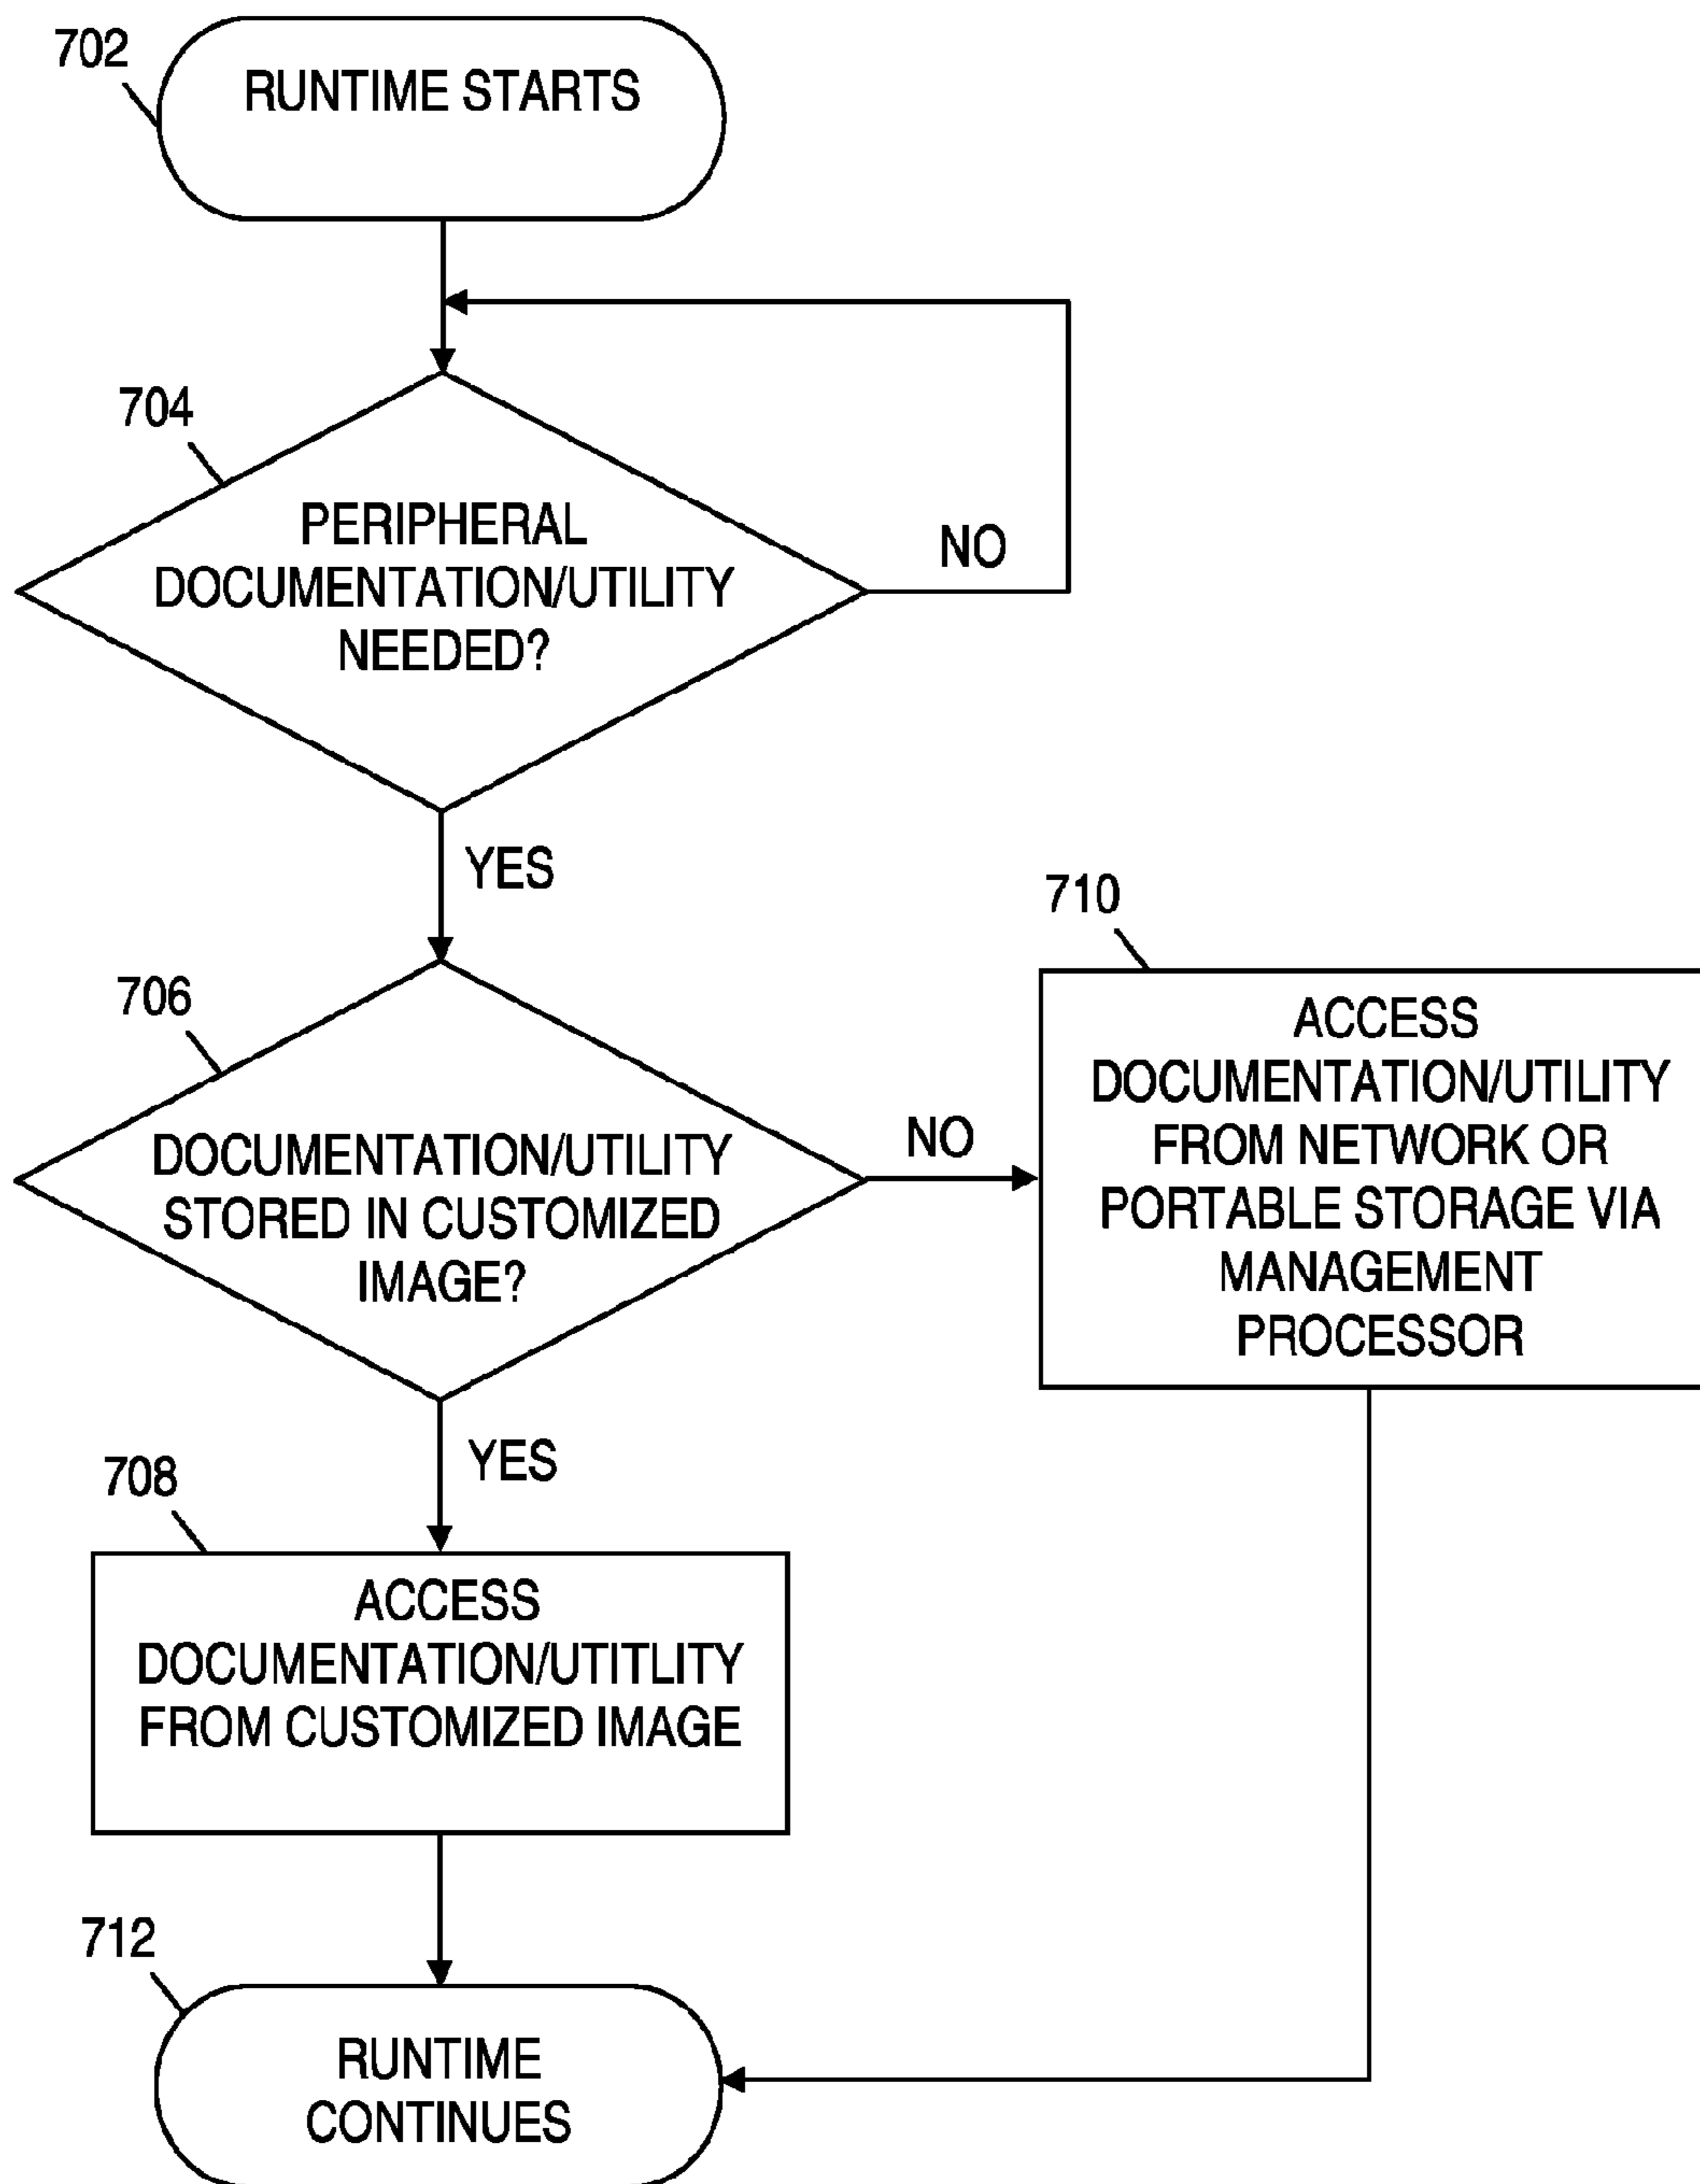 702
RUNTIME STARTS
704
PERIPHERAL
DOCUMENTATION/UTILITY
NEEDED?
NO
YES
706
DOCUMENTATION/UTILITY
STORED IN CUSTOMIZED
IMAGE?
NO
710
ACCESS
DOCUMENTATION/UTILITY
FROM NETWORK OR
PORTABLE STORAGE VIA
MANAGEMENT
PROCESSOR
YES
708
ACCESS
DOCUMENTATION/UTITLITY
FROM CUSTOMIZED IMAGE
712
RUNTIME
CONTINUES